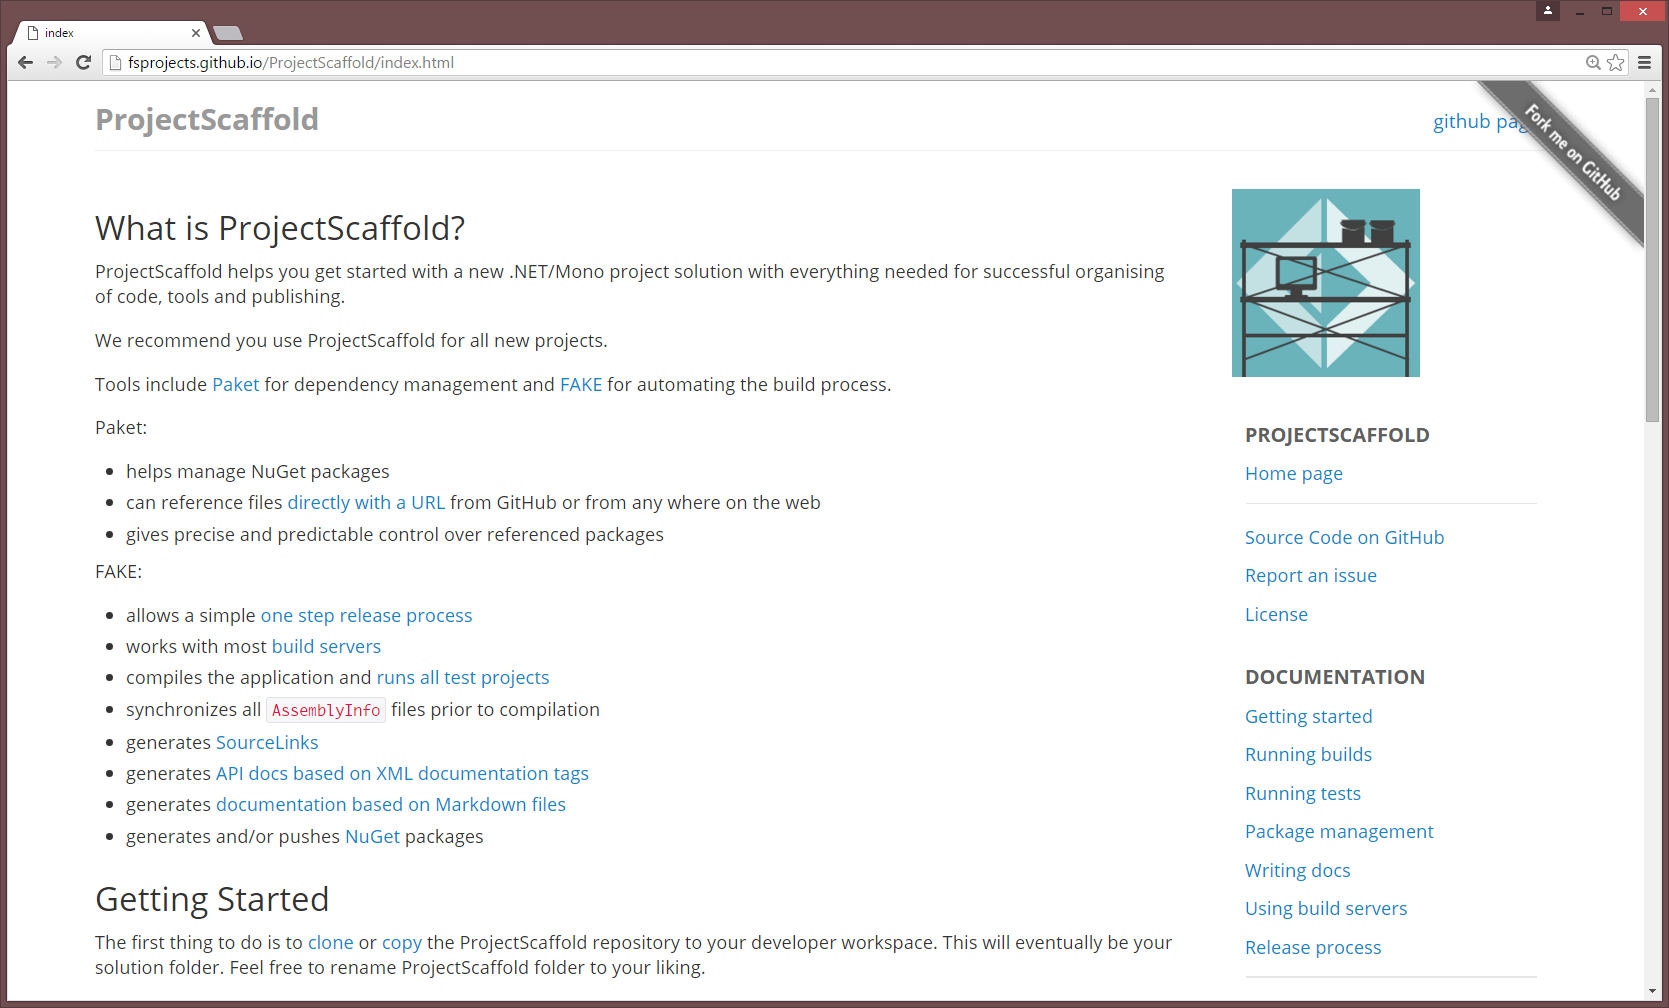 index
fsprojects.github.io/ProjectScaffold/index.html
ProjectScaffold
github pag
Fork me on GitHub
What is ProjectScaffold?
ProjectScaffold helps you get started with a new .NET/Mono project solution with everything needed for successful organising
of code, tools and publishing.
We recommend you use ProjectScaffold for all new projects.
Tools include Paket for dependency management and FAKE for automating the build process.
Paket:
helps manage NuGet packages
can reference files directly with a URL from GitHub or from any where on the web
gives precise and predictable control over referenced packages
FAKE:
allows a simple one step release process
works with most build servers
compiles the application and runs all test projects
synchronizes all AssemblyInfo files prior to compilation
generates SourceLinks
generates API docs based on XML documentation tags
generates documentation based on Markdown files
generates and/or pushes NuGet packages
Getting Started
The first thing to do is to clone or copy the ProjectScaffold repository to your developer workspace. This will eventually be your
solution folder. Feel free to rename ProjectScaffold folder to your liking.
PROJECTSCAFFOLD
Home page
Source Code on GitHub
Report an issue
License
DOCUMENTATION
Getting started
Running builds
Running tests
Package management
Writing docs
Using build servers
Release process